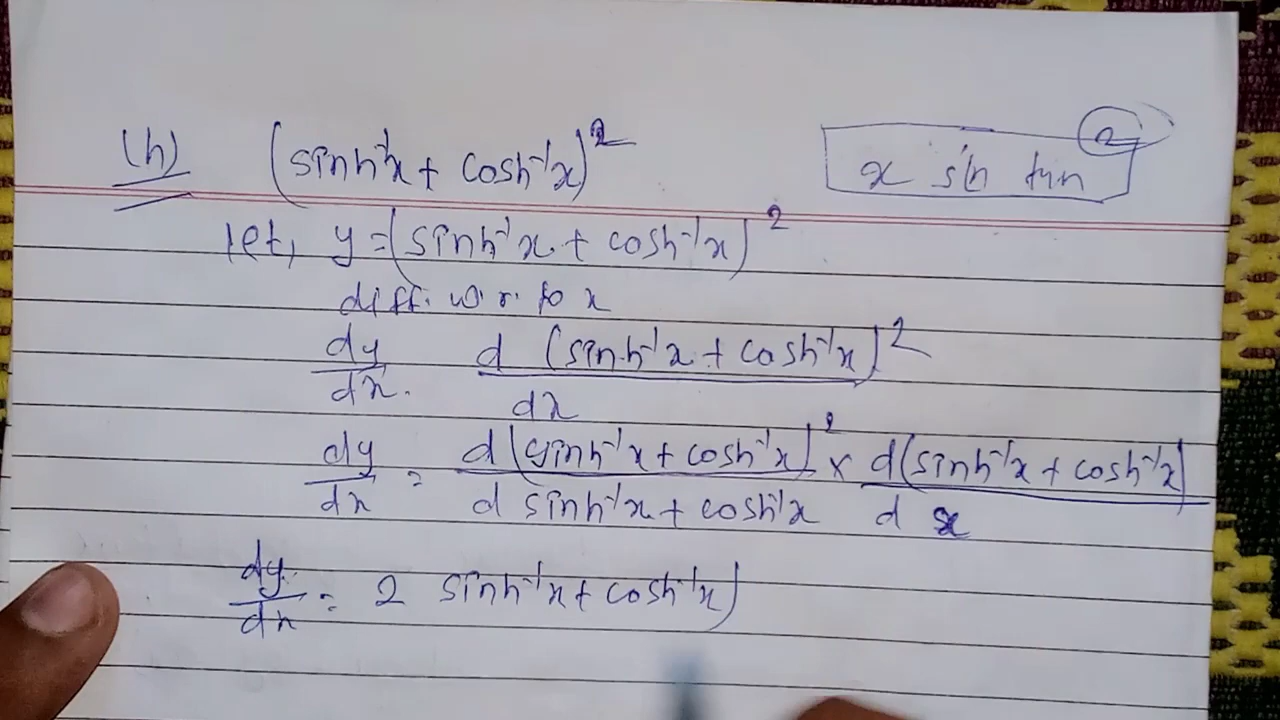 (h) (sinh⁻¹x + cosh⁻¹x)²
x sin tan 2
let, y = (sinh⁻¹x + cosh⁻¹x)²
diff. w.r. to x
dy/dx. d (sinh⁻¹x + cosh⁻¹x)²/dx
dy/dx = d(sinh⁻¹x + cosh⁻¹x)²/d sinh⁻¹x + cosh⁻¹x × d(sinh⁻¹x + cosh⁻¹x)/d x
dy/dx = 2 sinh⁻¹x + cosh⁻¹x)